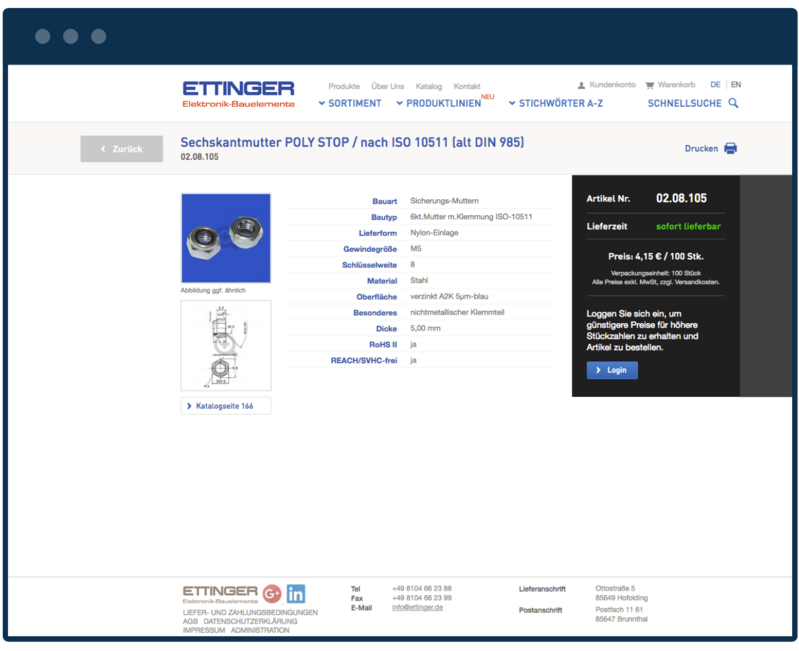 ETTINGER
Elektronik-Bauelemente
Produkte Über Uns Katalog Kontakt
Kundenkonto Warenkorb DE EN
SORTIMENT PRODUKTLINIEN NEU STICHWÖRTER A-Z SCHNELLSUCHE
Zurück
Sechskantmutter POLY STOP / nach ISO 10511 (alt DIN 985)
02.08.105
Drucken
Abbildung ggf. ähnlich
Katalogseite 166
Bauart Sicherungs-Muttern
Bautyp 6kt.Mutter m.Klemmung ISO-10511
Lieferform Nylon-Einlage
Gewindegröße M5
Schlüsselweite 8
Material Stahl
Oberfläche verzinkt A2K 5µm-blau
Besonderes nichtmetallischer Klemmteil
Dicke 5,00 mm
RoHS II ja
REACH/SVHC-frei ja
Artikel Nr. 02.08.105
Lieferzeit sofort lieferbar
Preis: 4,15 € / 100 Stk.
Verpackungseinheit: 100 Stück
Alle Preise exkl. MwSt, zzgl. Versandkosten.
Loggen Sie sich ein, um
günstigere Preise für höhere
Stückzahlen zu erhalten und
Artikel zu bestellen.
Login
ETTINGER
Elektronik-Bauelemente
G+ in
LIEFER- UND ZAHLUNGSBEDINGUNGEN
AGB DATENSCHUTZERKLÄRUNG
IMPRESSUM ADMINISTRATION
Tel +49 8104 66 23 88
Fax +49 8104 66 23 99
E-Mail info@ettinger.de
Lieferanschrift Ottostraße 5
85649 Hofolding
Postanschrift Postfach 11 61
85647 Brunnthal